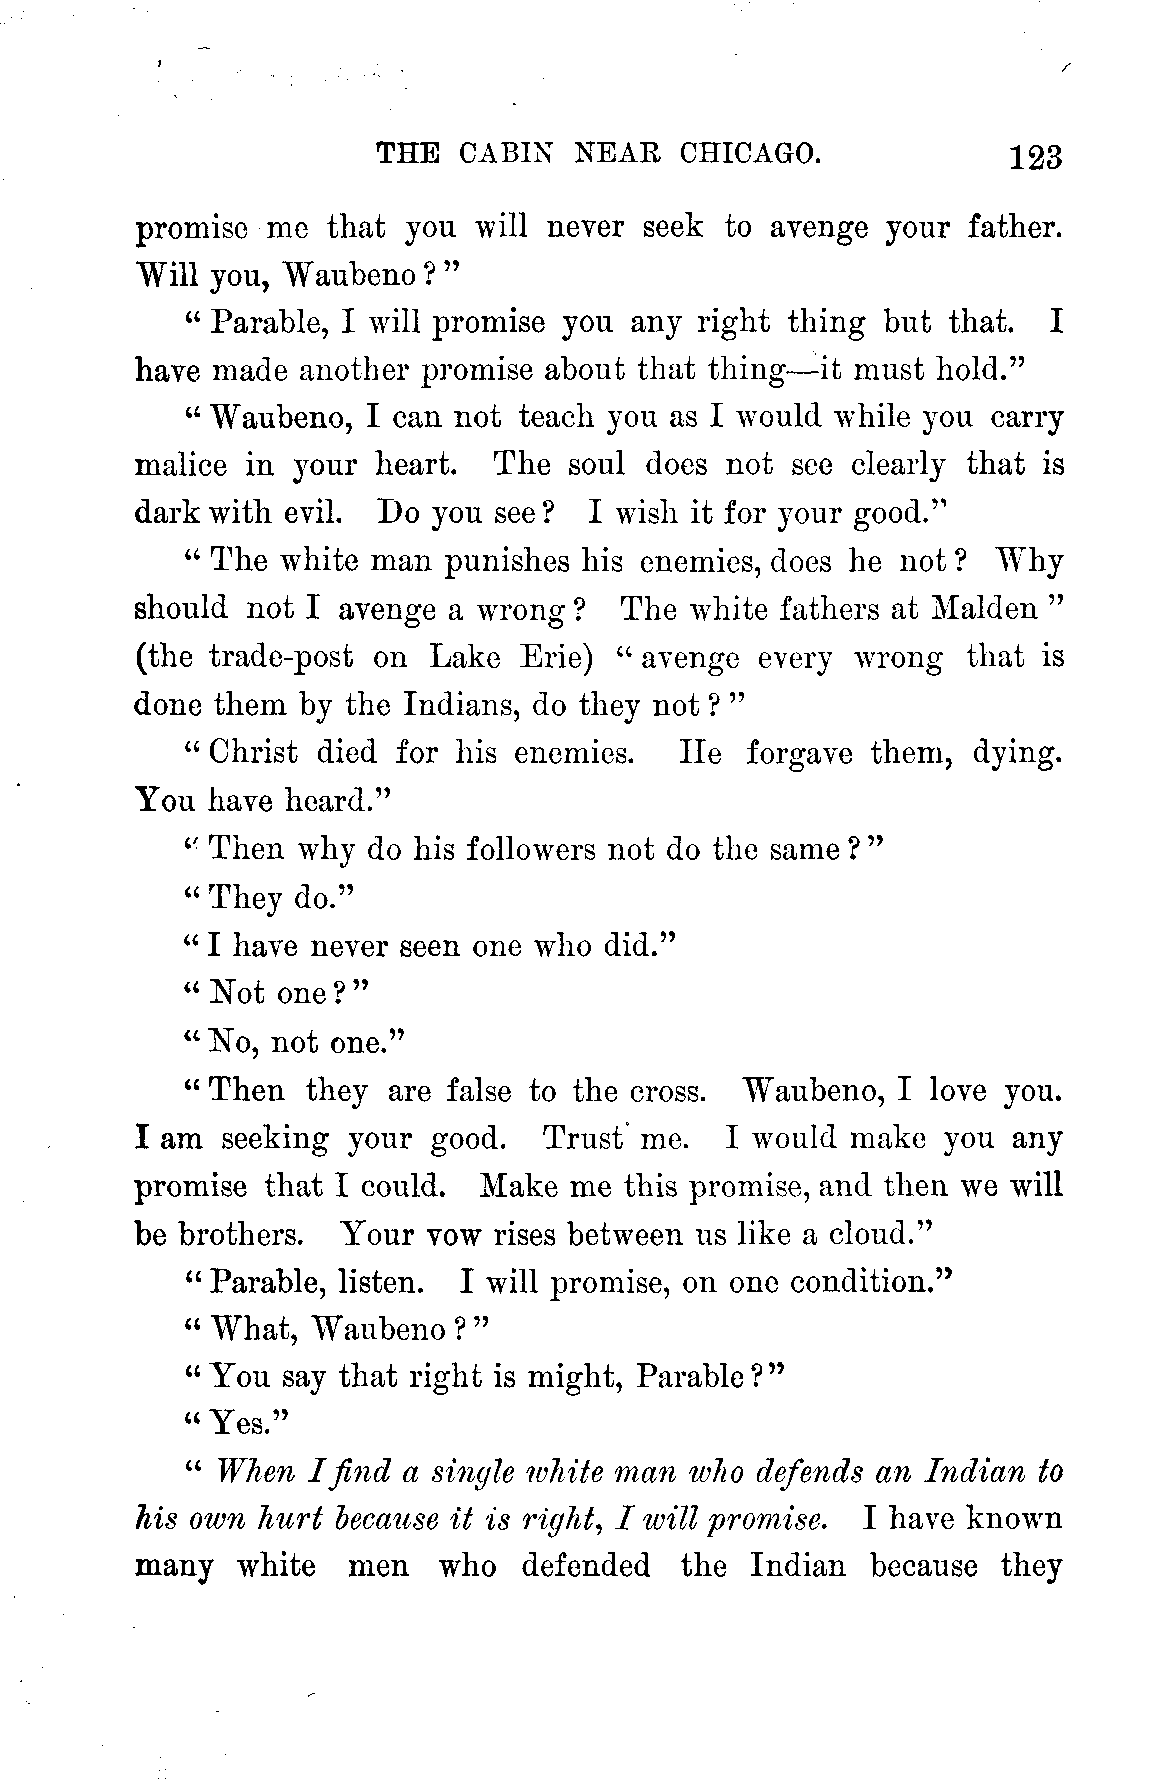 THE CABIN NEAR CHICAGO. 123
promise me that you will never seek to avenge your father.
Will you, Waubeno?"
"Parable, I will promise you any right thing but that. I
have made another promise about that thing—it must hold."
"Waubeno, I can not teach you as I would while you carry
malice in your heart. The soul does not see clearly that is
dark with evil. Do you see? I wish it for your good."
"The white man punishes his enemies, does he not? Why
should not I avenge a wrong? The white fathers at Malden"
(the trade-post on Lake Erie) "avenge every wrong that is
done them by the Indians, do they not?"
"Christ died for his enemies. He forgave them, dying.
You have heard."
"Then why do his followers not do the same?"
"They do."
"I have never seen one who did."
"Not one?"
"No, not one."
"Then they are false to the cross. Waubeno, I love you.
I am seeking your good. Trust me. I would make you any
promise that I could. Make me this promise, and then we will
be brothers. Your vow rises between us like a cloud."
"Parable, listen. I will promise, on one condition."
"What, Waubeno?"
"You say that right is might, Parable?"
"Yes."
"When I find a single white man who defends an Indian to
his own hurt because it is right, I will promise. I have known
many white men who defended the Indian because they